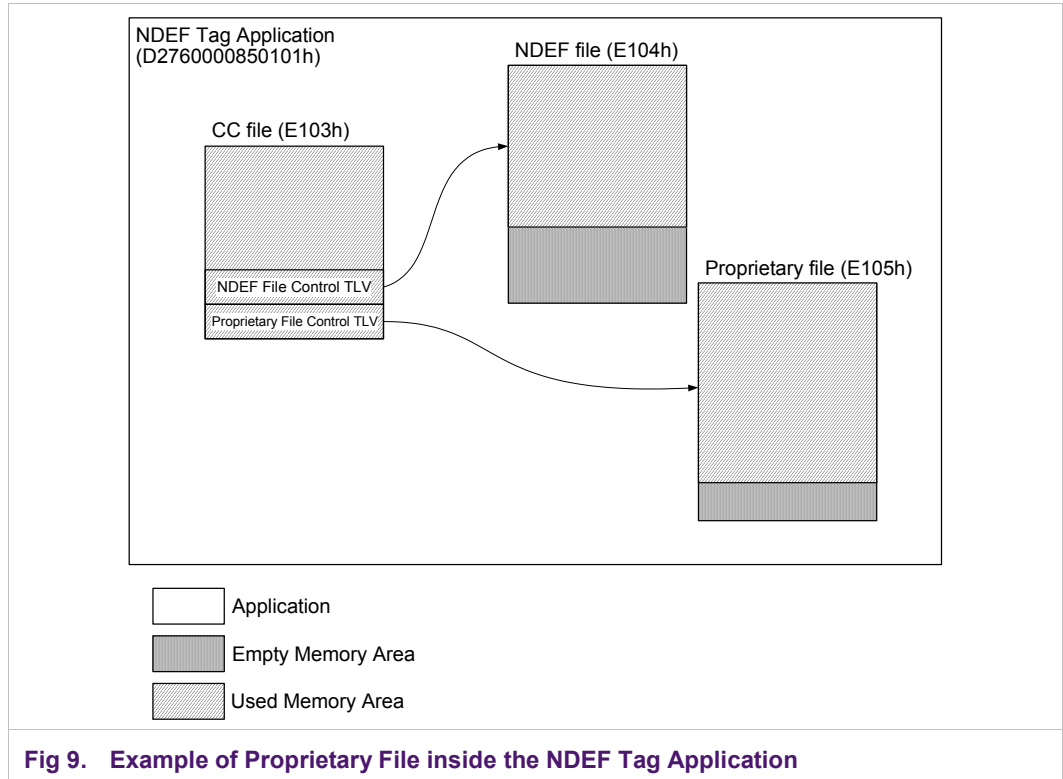 NDEF Tag Application
(D2760000850101h)
NDEF file (E104h)
CC file (E103h)
Proprietary file (E105h)
NDEF File Control TLV
Proprietary File Control TLV
Application
Empty Memory Area
Used Memory Area
Fig 9. Example of Proprietary File inside the NDEF Tag Application